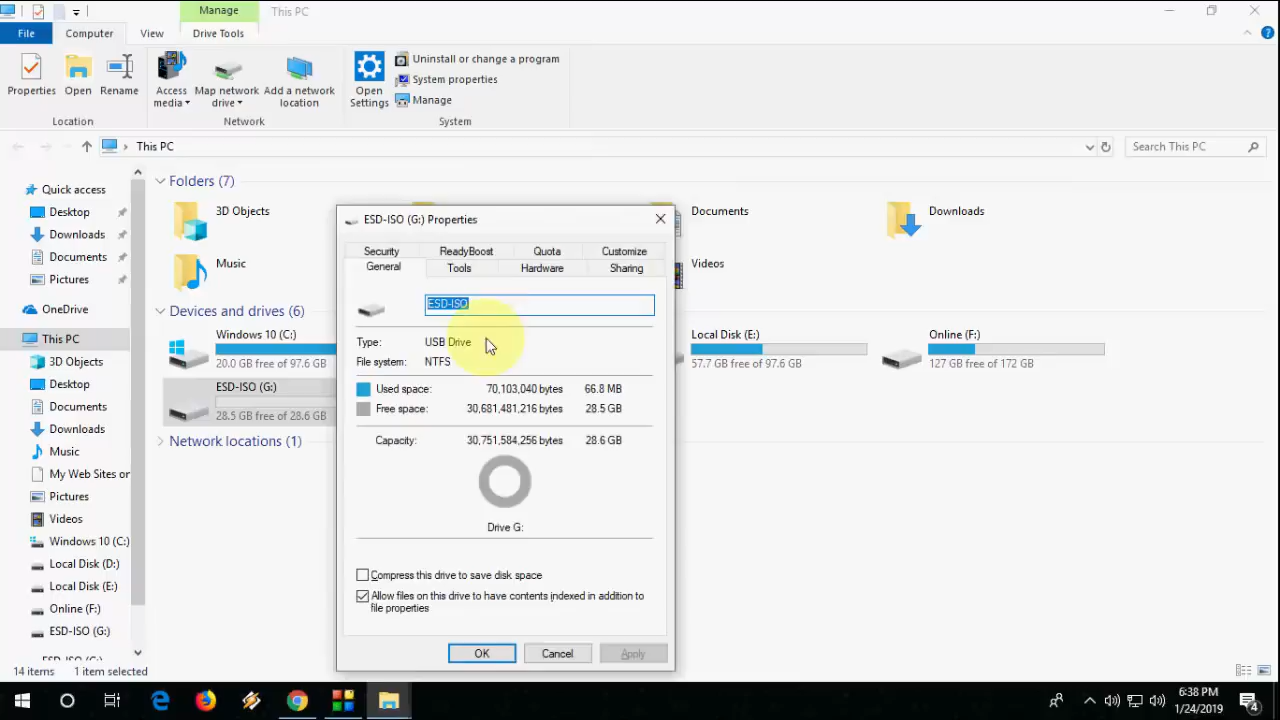 Manage
This PC
File
Computer
View
Drive Tools
Properties
Open
Rename
Access
media
Map network
drive
Add a network
location
Open
Settings
Uninstall or change a program
System properties
Manage
Location
Network
System
This PC
Search This PC
Quick access
Desktop
Downloads
Documents
Pictures
OneDrive
This PC
3D Objects
Desktop
Documents
Downloads
Music
My Web Sites on
Pictures
Videos
Windows 10 (C:)
Local Disk (D:)
Local Disk (E:)
Online (F:)
ESD-ISO (G:)
Folders (7)
3D Objects
Documents
Downloads
Music
Videos
Devices and drives (6)
Windows 10 (C:)
20.0 GB free of 98.6 GB
Local Disk (E:)
57.7 GB free of 97.6 GB
Online (F:)
127 GB free of 172 GB
ESD-ISO (G:)
28.5 GB free of 28.6 GB
Network locations (1)
ESD-ISO (G:) Properties
Security
ReadyBoost
Quota
Customize
General
Tools
Hardware
Sharing
ESD-ISO
Type: USB Drive
File system: NTFS
Used space: 70,103,040 bytes 66.8 MB
Free space: 30,681,481,216 bytes 28.5 GB
Capacity: 30,751,584,256 bytes 28.6 GB
Drive G:
Compress this drive to save disk space
Allow files on this drive to have contents indexed in addition to
file properties
OK
Cancel
Apply
14 items
1 item selected
6:38 PM
1/24/2019
4